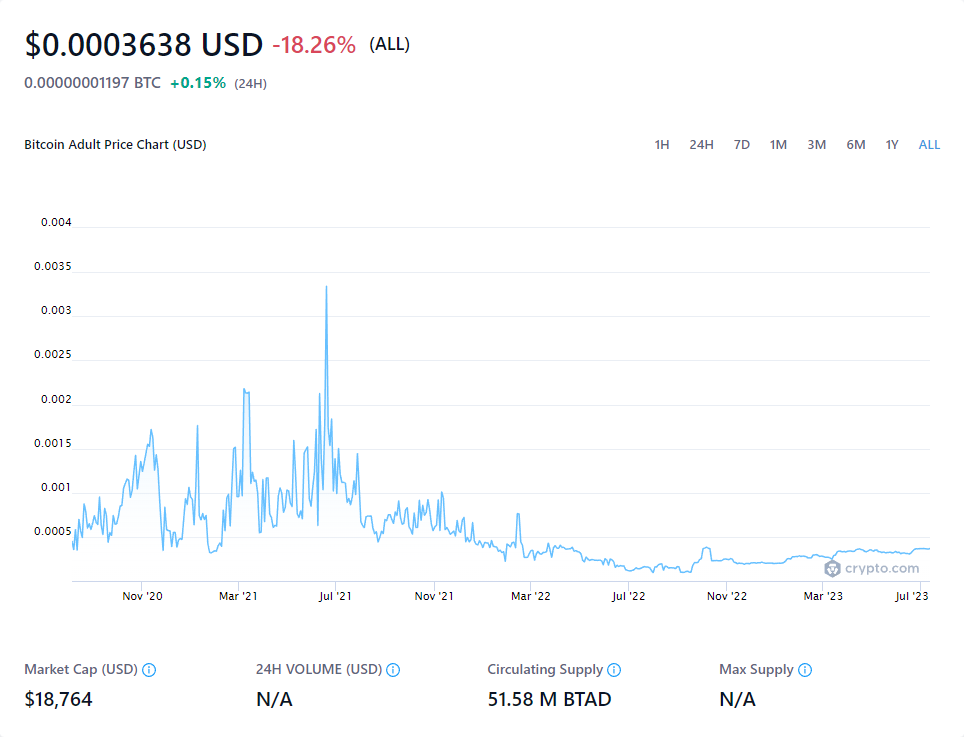 $0.0003638 USD -18.26% (ALL)
0.00000001197 BTC +0.15% (24H)
Bitcoin Adult Price Chart (USD) 1H 24H 7D 1M 3M 6M 1Y ALL
0.004
0.0035
0.003
0.0025
0.002
0.0015
0.001
0.0005
crypto.com
Nov '20 Mar '21 Jul '21 Nov '21 Mar '22 Jul '22 Nov '22 Mar '23 Jul '23
Market Cap (USD) 24H VOLUME (USD) Circulating Supply Max Supply
$18,764 N/A 51.58 M BTAD N/A